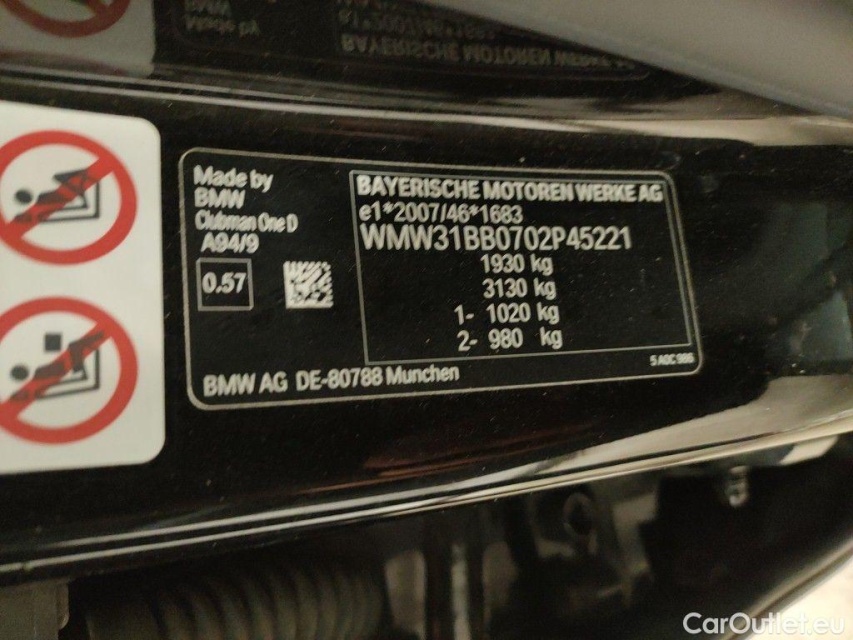 Made by
BMW
Clubman One D
A94/9
0.57
BAYERISCHE MOTOREN WERKE AG
e1*2007/46*1683
WMW31BB0702P45221
1930 kg
3130 kg
1- 1020 kg
2- 980 kg
5 A0C 986
BMW AG DE-80788 Munchen
CarOutlet.eu